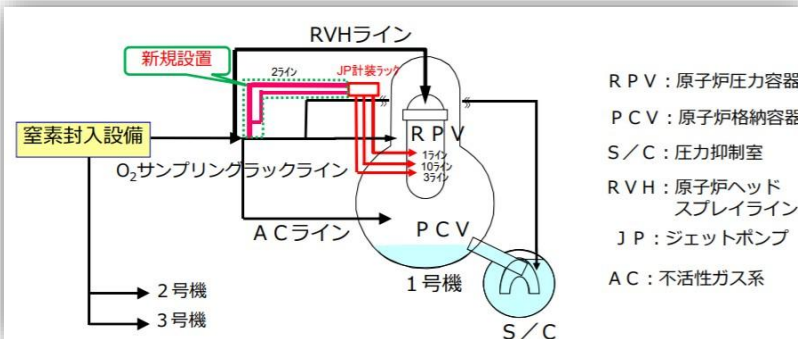 RVHライン
新規設置
2ライン
JP計装ラック
窒素封入設備
RPV
1ライン
10ライン
3ライン
O₂サンプリングラックライン
ACライン
PCV
1号機
2号機
3号機
S/C
RPV:原子炉圧力容器
PCV:原子炉格納容器
S/C:圧力抑制室
RVH:原子炉ヘッド
スプレイライン
JP:ジェットポンプ
AC:不活性ガス系